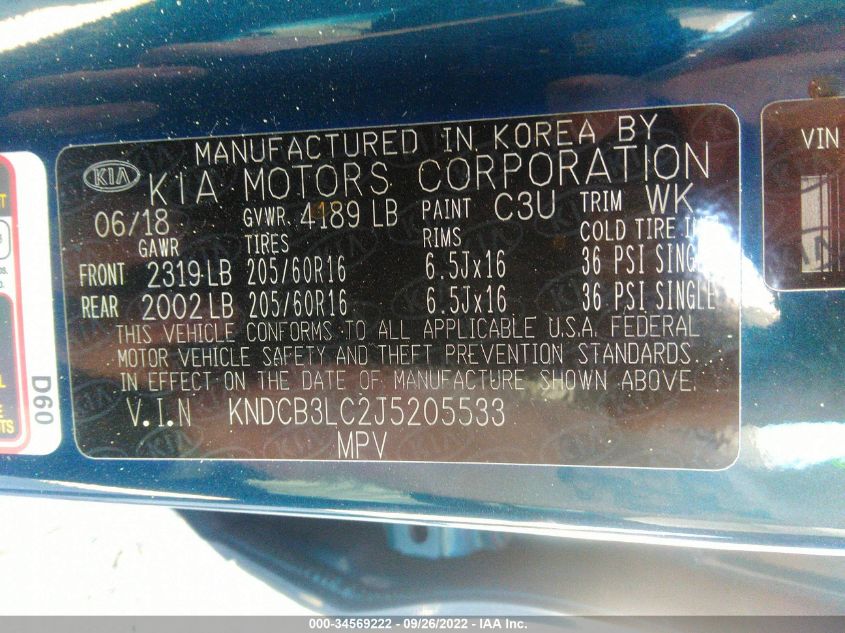 MANUFACTURED IN KOREA BY
KIA KIA MOTORS CORPORATION
06/18 GVWR. 4189 LB PAINT C3U TRIM WK
GAWR TIRES RIMS COLD TIRE
FRONT 2319 LB 205/60R16 6.5Jx16 36 PSI SINGLE
REAR 2002 LB 205/60R16 6.5Jx16 36 PSI SINGLE
THIS VEHICLE CONFORMS TO ALL APPLICABLE U.S.A. FEDERAL
MOTOR VEHICLE SAFETY AND THEFT PREVENTION STANDARDS
IN EFFECT ON THE DATE OF MANUFACTURE SHOWN ABOVE.
V.I.N KNDCB3LC2J5205533
MPV
D60
VIN
000-34569222 - 09/26/2022 - IAA Inc.